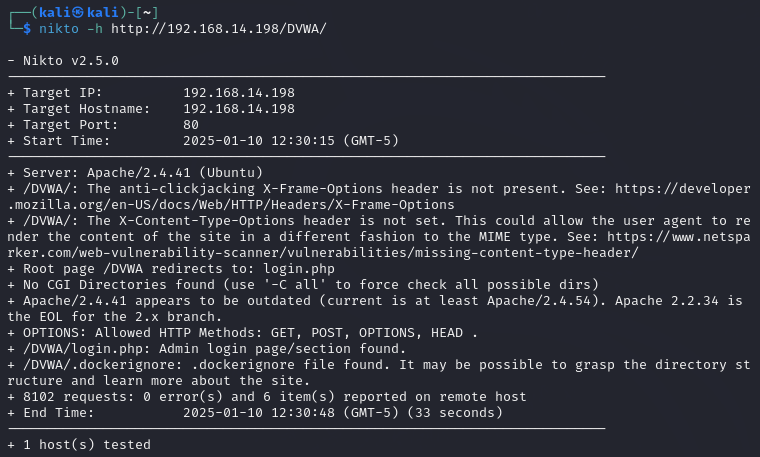 ┌──(kali㉿kali)-[~]
└─$ nikto -h http://192.168.14.198/DVWA/
- Nikto v2.5.0
+ Target IP:          192.168.14.198
+ Target Hostname:    192.168.14.198
+ Target Port:        80
+ Start Time:         2025-01-10 12:30:15 (GMT-5)
+ Server: Apache/2.4.41 (Ubuntu)
+ /DVWA/: The anti-clickjacking X-Frame-Options header is not present. See: https://developer
.mozilla.org/en-US/docs/Web/HTTP/Headers/X-Frame-Options
+ /DVWA/: The X-Content-Type-Options header is not set. This could allow the user agent to re
nder the content of the site in a different fashion to the MIME type. See: https://www.netspa
rker.com/web-vulnerability-scanner/vulnerabilities/missing-content-type-header/
+ Root page /DVWA redirects to: login.php
+ No CGI Directories found (use '-C all' to force check all possible dirs)
+ Apache/2.4.41 appears to be outdated (current is at least Apache/2.4.54). Apache 2.2.34 is
the EOL for the 2.x branch.
+ OPTIONS: Allowed HTTP Methods: GET, POST, OPTIONS, HEAD .
+ /DVWA/login.php: Admin login page/section found.
+ /DVWA/.dockerignore: .dockerignore file found. It may be possible to grasp the directory st
ructure and learn more about the site.
+ 8102 requests: 0 error(s) and 6 item(s) reported on remote host
+ End Time:           2025-01-10 12:30:48 (GMT-5) (33 seconds)
+ 1 host(s) tested